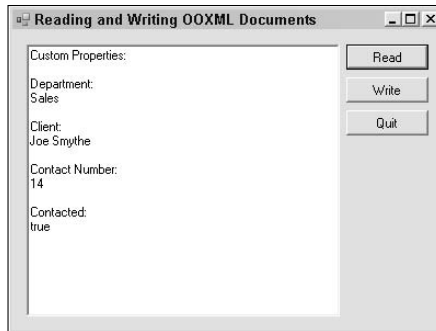 Reading and Writing OOXML Documents
Custom Properties:
Department:
Sales
Client:
Joe Smythe
Contact Number:
14
Contacted:
true
Read
Write
Quit